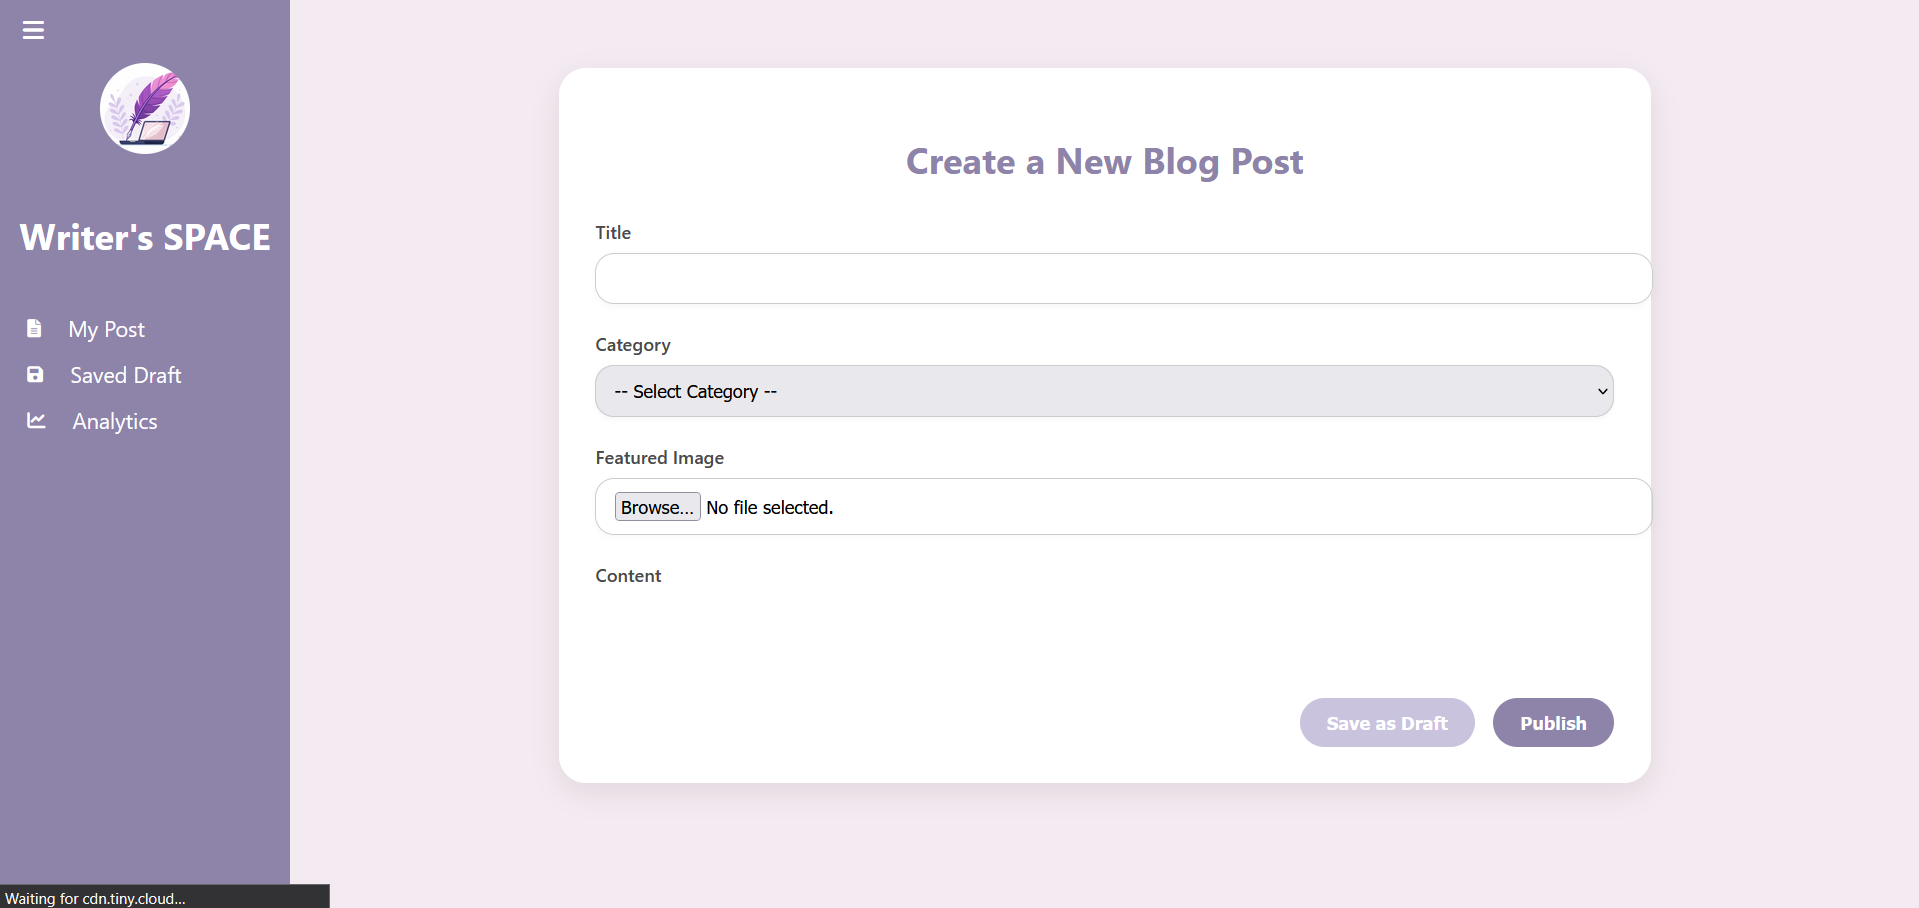 Writer's SPACE
My Post
Saved Draft
Analytics
Create a New Blog Post
Title
Category
-- Select Category --
Featured Image
Browse... No file selected.
Content
Save as Draft
Publish
Waiting for cdn.tiny.cloud...